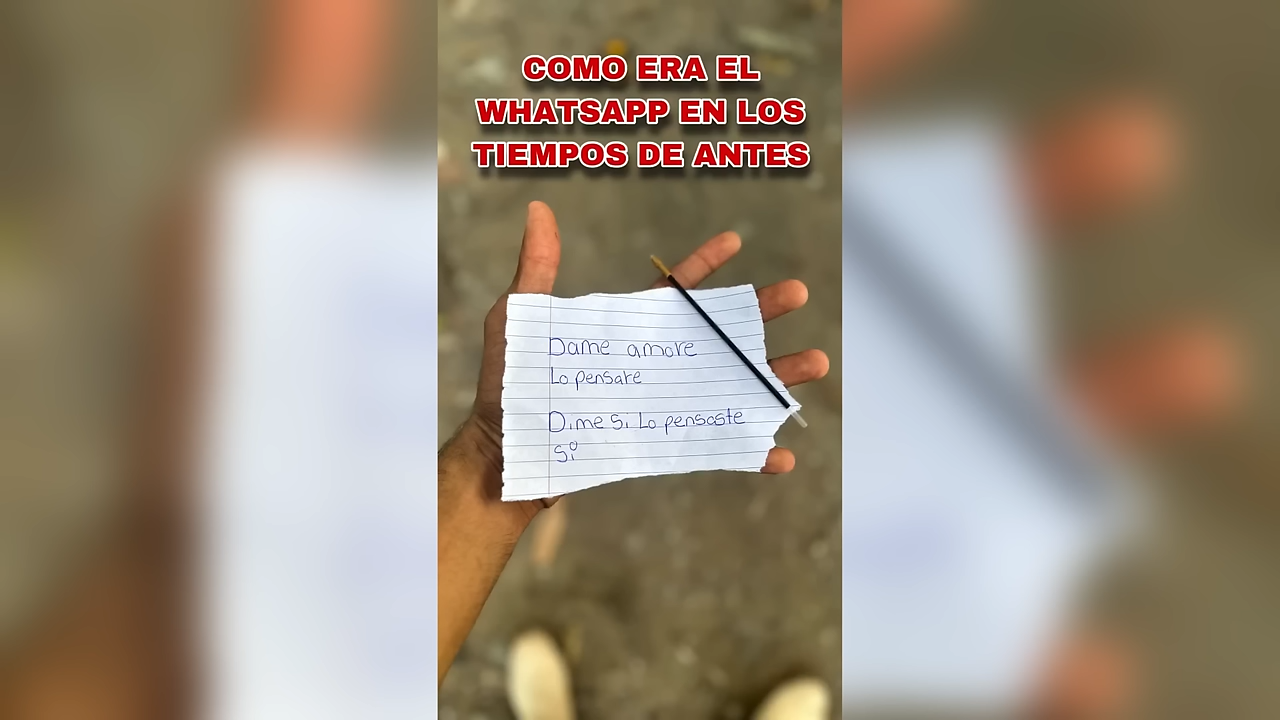 COMO ERA EL
WHATSAPP EN LOS
TIEMPOS DE ANTES
Dame amore
Lo pensare
Dime si Lo pensaste
si